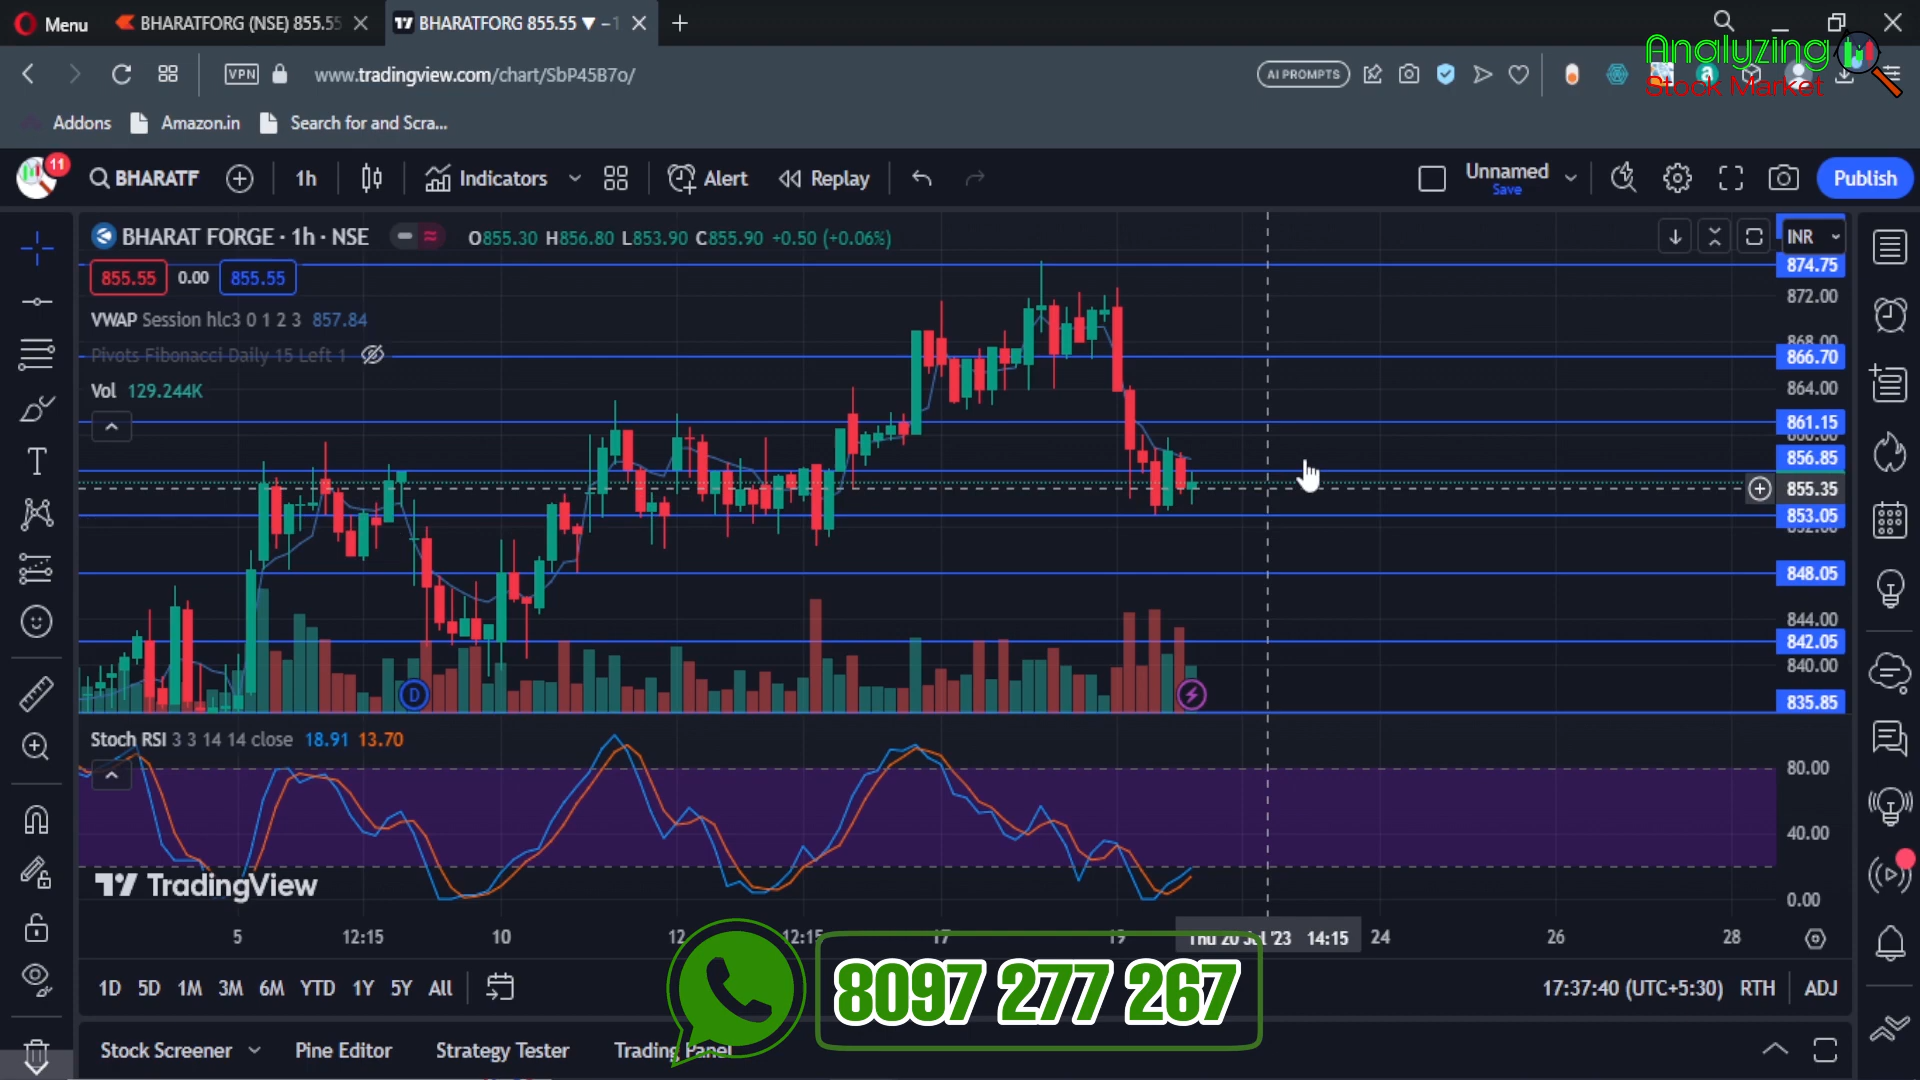 Menu
BHARATFORG (NSE) 855.55
BHARATFORG 855.55 ▼ −1
Analyzing
Stock Market
VPN
www.tradingview.com/chart/SbP45B7o/
AI PROMPTS
Addons
Amazon.in
Search for and Scra...
11
BHARATF
1h
Indicators
Alert
Replay
Unnamed
Save
Publish
BHARAT FORGE · 1h · NSE
O855.30 H856.80 L853.90 C855.90 +0.50 (+0.06%)
INR
855.55 0.00 855.55
874.75
872.00
VWAP Session hlc3 0 1 2 3 857.84
868.00
Pivots Fibonacci Daily 15 Left 1
866.70
Vol 129.244K
864.00
861.15
860.00
856.85
855.35
853.05
852.00
848.05
844.00
842.05
840.00
835.85
D
Stoch RSI 3 3 14 14 close 18.91 13.70
80.00
40.00
0.00
TradingView
5 12:15 10 12 12:15 17 19 Thu 20 Jul '23 14:15 24 26 28
1D 5D 1M 3M 6M YTD 1Y 5Y All
17:37:40 (UTC+5:30) RTH ADJ
8097 277 267
Stock Screener
Pine Editor
Strategy Tester
Trading Panel